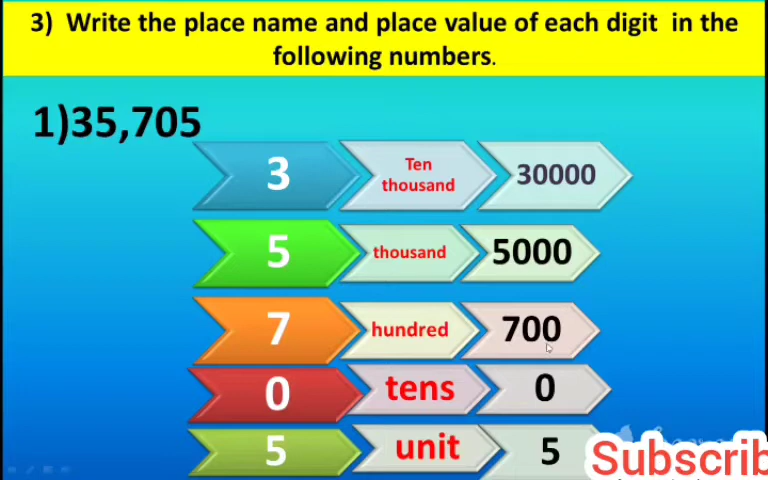 3) Write the place name and place value of each digit in the
following numbers.
1)35,705
3 Ten thousand 30000
5 thousand 5000
7 hundred 700
0 tens 0
5 unit 5
Subscrib